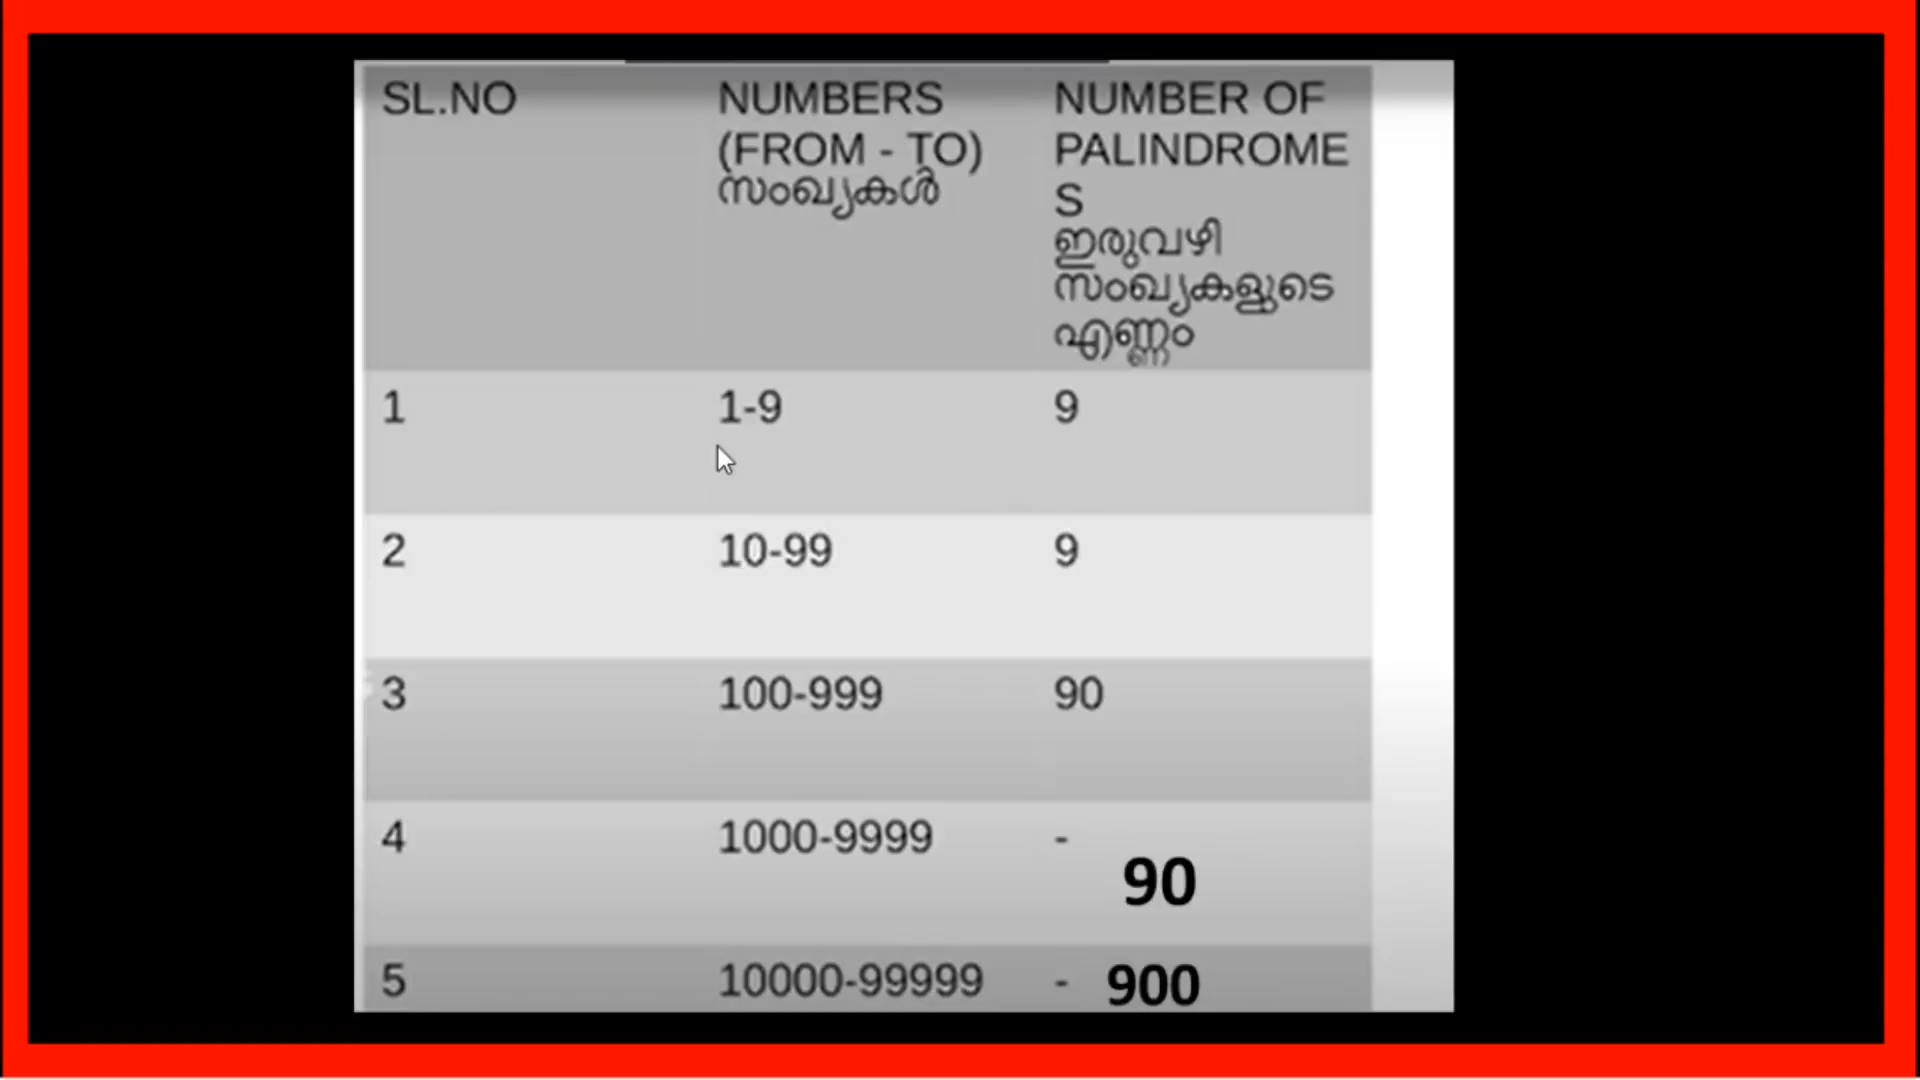 SL.NO
NUMBERS
(FROM - TO)
സംഖ്യകൾ
NUMBER OF
PALINDROME
S
ഇരുവഴി
സംഖ്യകളുടെ
എണ്ണം
1
1-9
9
2
10-99
9
3
100-999
90
4
1000-9999
-
90
5
10000-99999
- 900